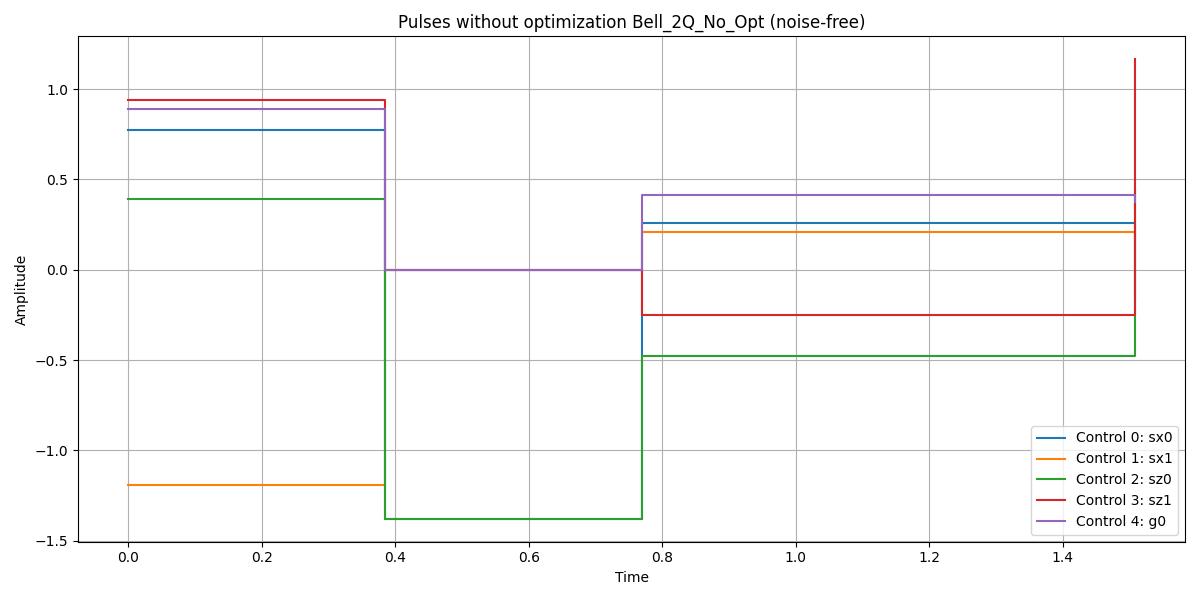 Pulses without optimization Bell_2Q_No_Opt (noise-free)
Amplitude
1.0
0.5
0.0
−0.5
−1.0
−1.5
0.0 0.2 0.4 0.6 0.8 1.0 1.2 1.4
Time
Control 0: sx0
Control 1: sx1
Control 2: sz0
Control 3: sz1
Control 4: g0